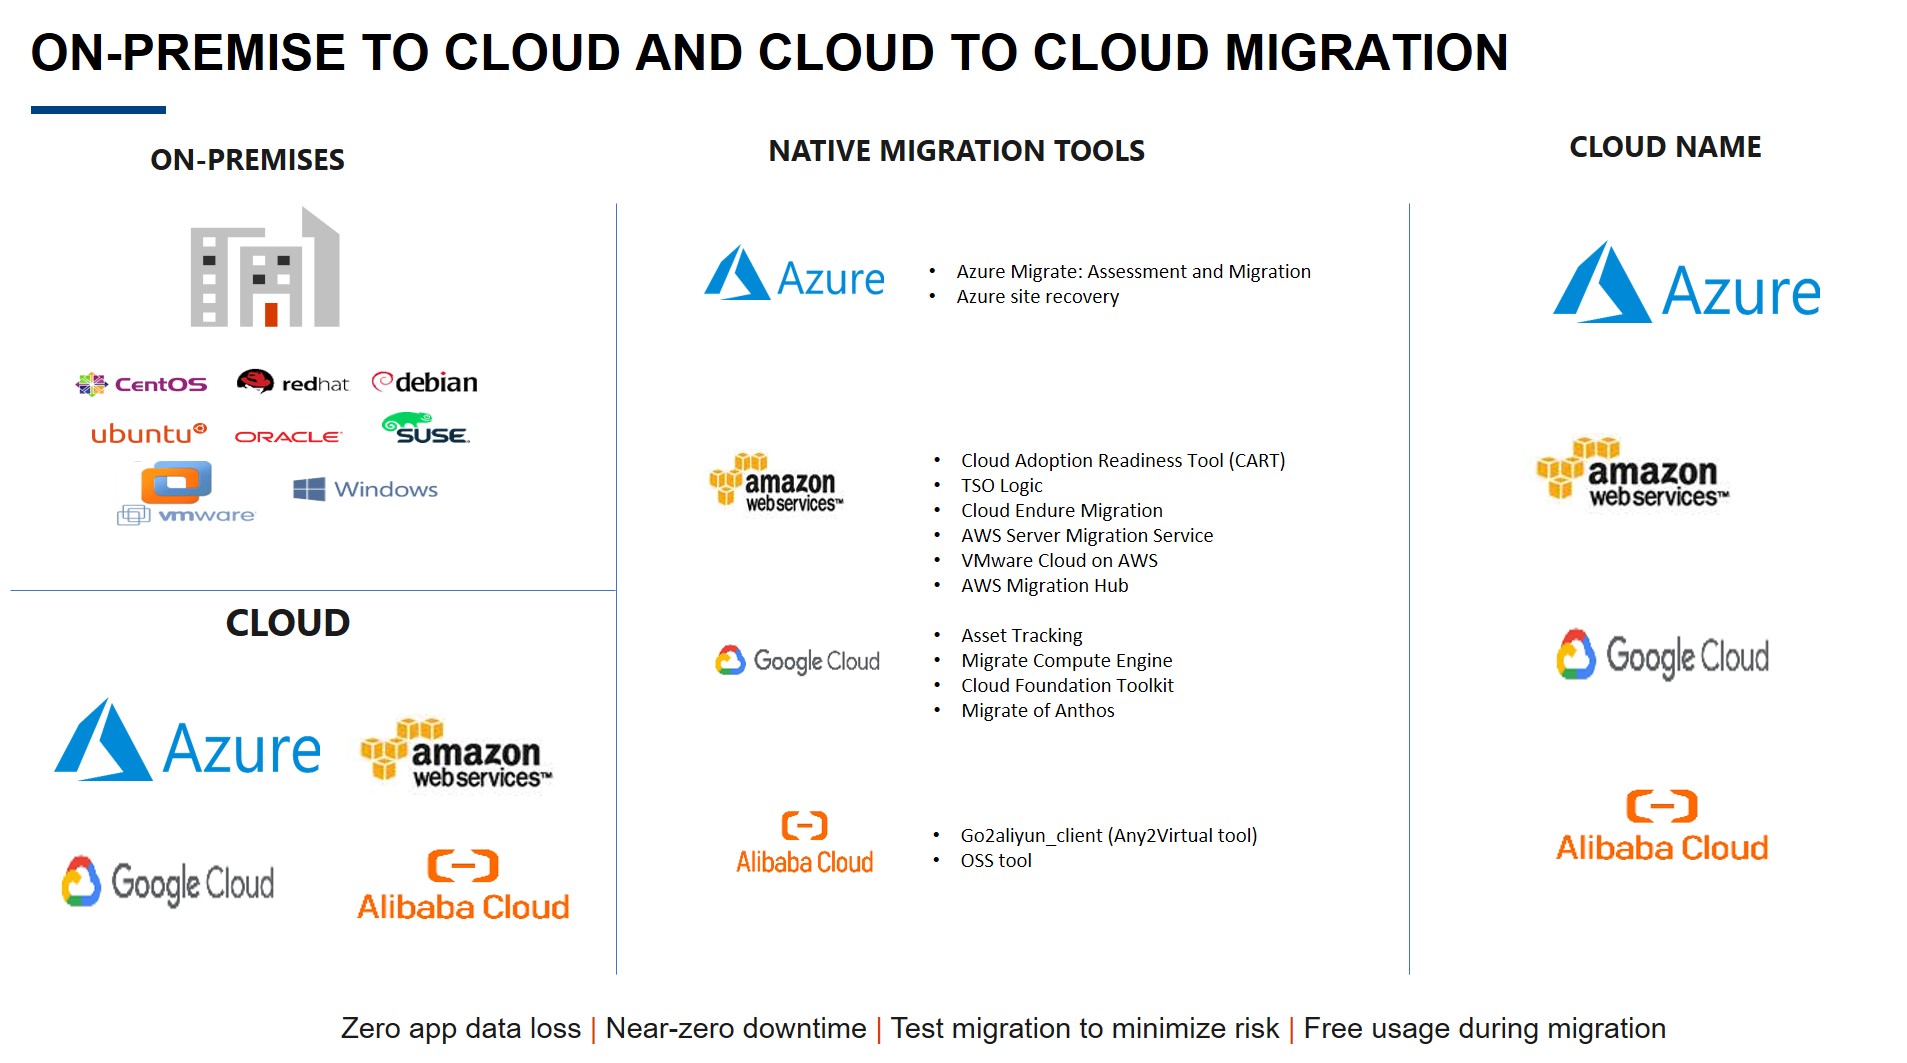 ON-PREMISE TO CLOUD AND CLOUD TO CLOUD MIGRATION
ON-PREMISES
CentOS
redhat
debian
ubuntu
ORACLE
SUSE
vmware
Windows
CLOUD
Azure
amazon
webservices™
Google Cloud
Alibaba Cloud
NATIVE MIGRATION TOOLS
Azure
• Azure Migrate: Assessment and Migration
• Azure site recovery
amazon
webservices™
• Cloud Adoption Readiness Tool (CART)
• TSO Logic
• Cloud Endure Migration
• AWS Server Migration Service
• VMware Cloud on AWS
• AWS Migration Hub
Google Cloud
• Asset Tracking
• Migrate Compute Engine
• Cloud Foundation Toolkit
• Migrate of Anthos
Alibaba Cloud
• Go2aliyun_client (Any2Virtual tool)
• OSS tool
CLOUD NAME
Azure
amazon
webservices™
Google Cloud
Alibaba Cloud
Zero app data loss | Near-zero downtime | Test migration to minimize risk | Free usage during migration